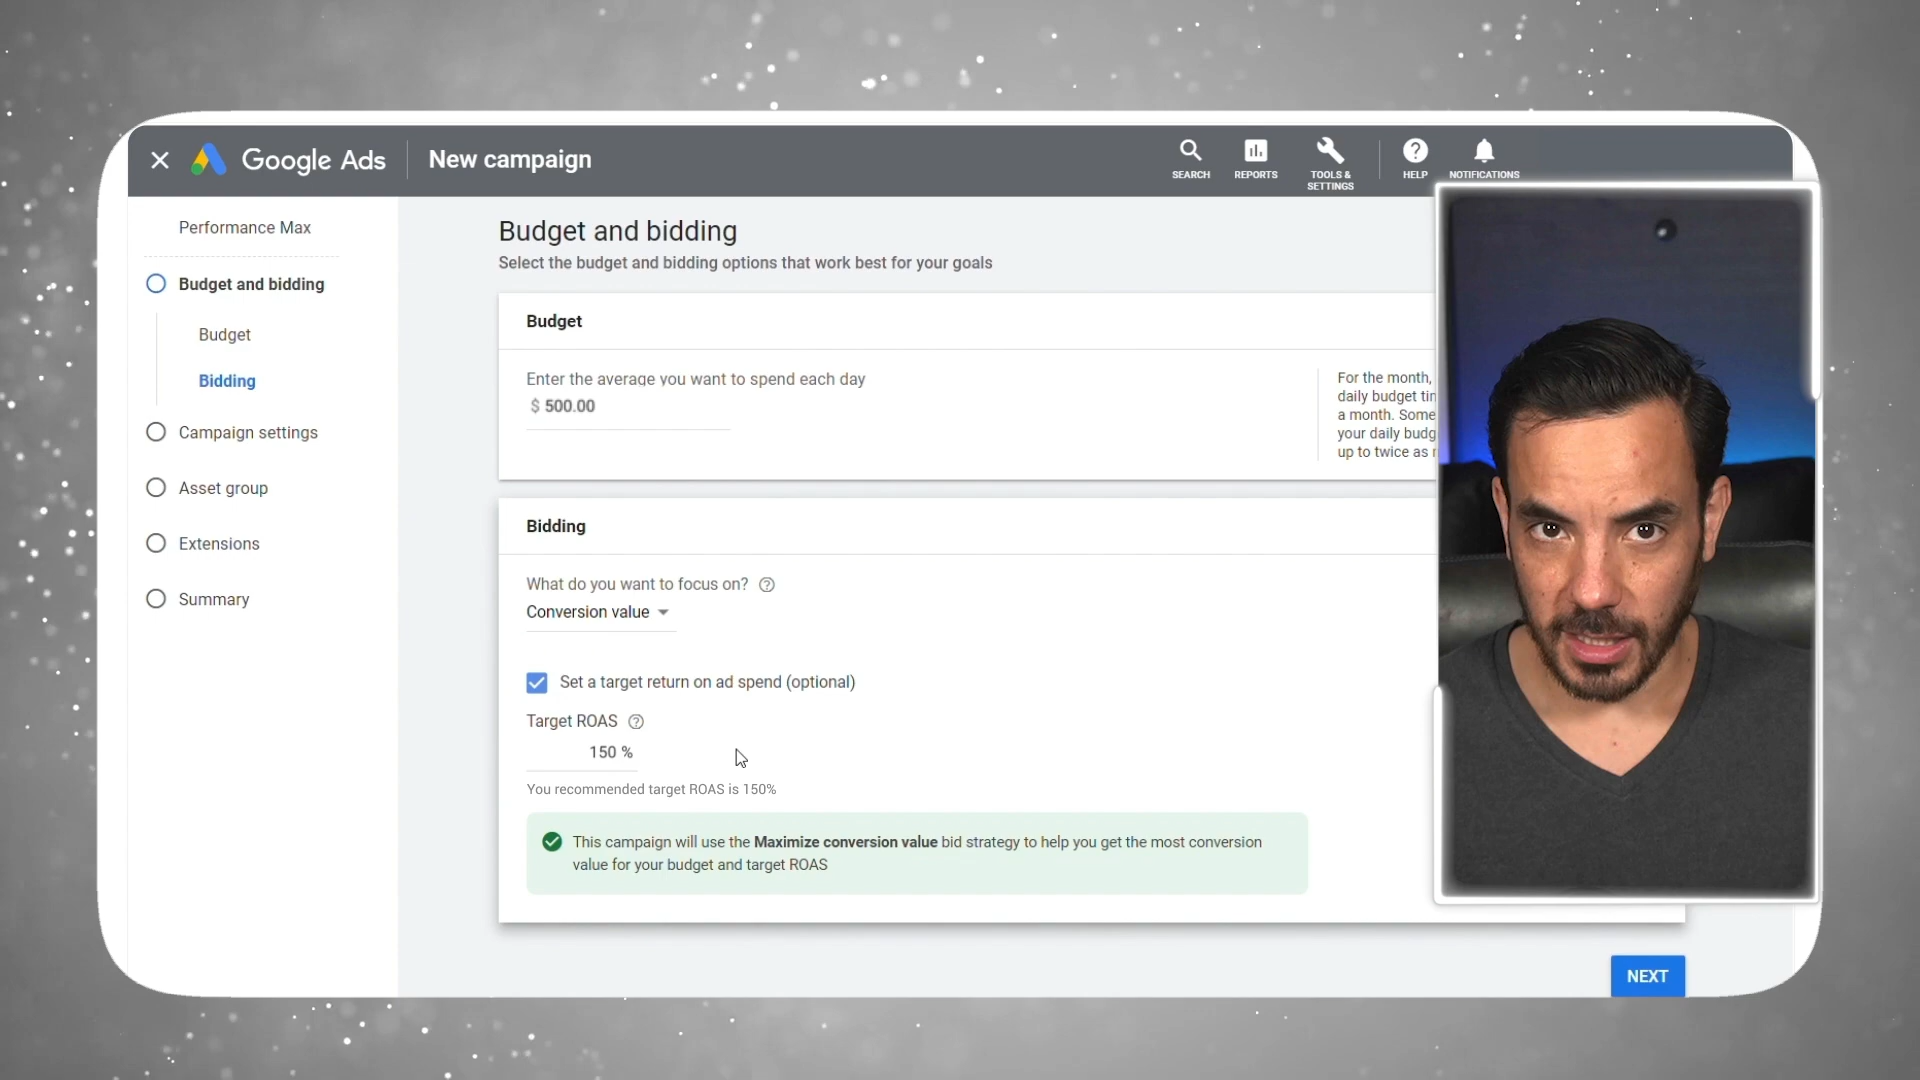 Google Ads
New campaign
SEARCH
REPORTS
TOOLS &
SETTINGS
HELP
NOTIFICATIONS
Performance Max
Budget and bidding
Budget
Bidding
Campaign settings
Asset group
Extensions
Summary
Budget and bidding
Select the budget and bidding options that work best for your goals
Budget
Enter the average you want to spend each day
$ 500.00
For the month,
daily budget tim
a month. Some
your daily budg
up to twice as
Bidding
What do you want to focus on?
Conversion value
Set a target return on ad spend (optional)
Target ROAS
150 %
You recommended target ROAS is 150%
This campaign will use the Maximize conversion value bid strategy to help you get the most conversion
value for your budget and target ROAS
NEXT